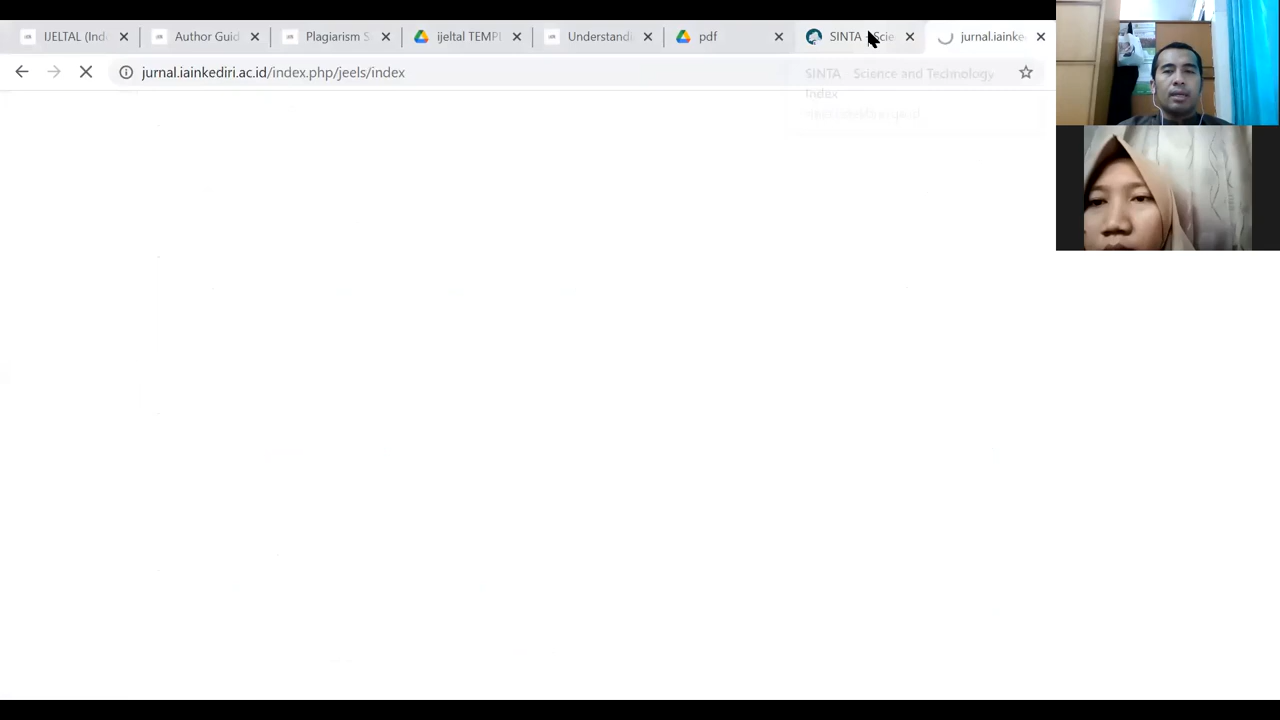 IJELTAL (Ind
Author Guid
Plagiarism S
ijeltal TEMPL
Understandi
pdf
SINTA - Scie
jurnal.iainke
jurnal.iainkediri.ac.id/index.php/jeels/index
SINTA Science and Technology
Index